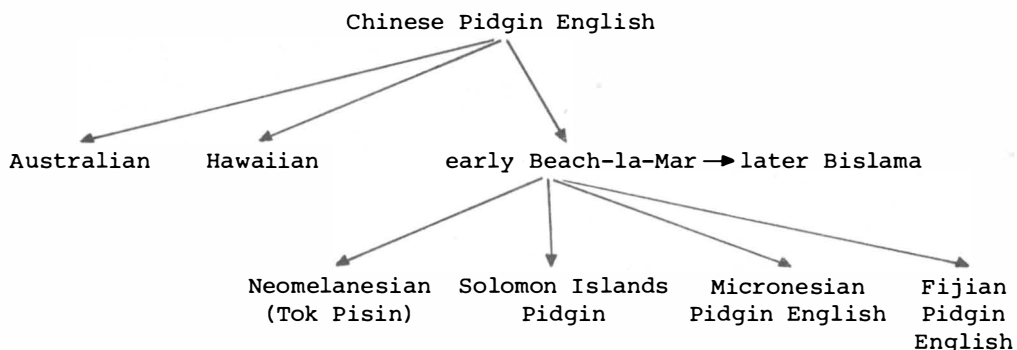 Chinese Pidgin English
Australian Hawaiian early Beach-la-Mar → later Bislama
Neomelanesian Solomon Islands Micronesian Fijian
(Tok Pisin) Pidgin Pidgin English Pidgin
English